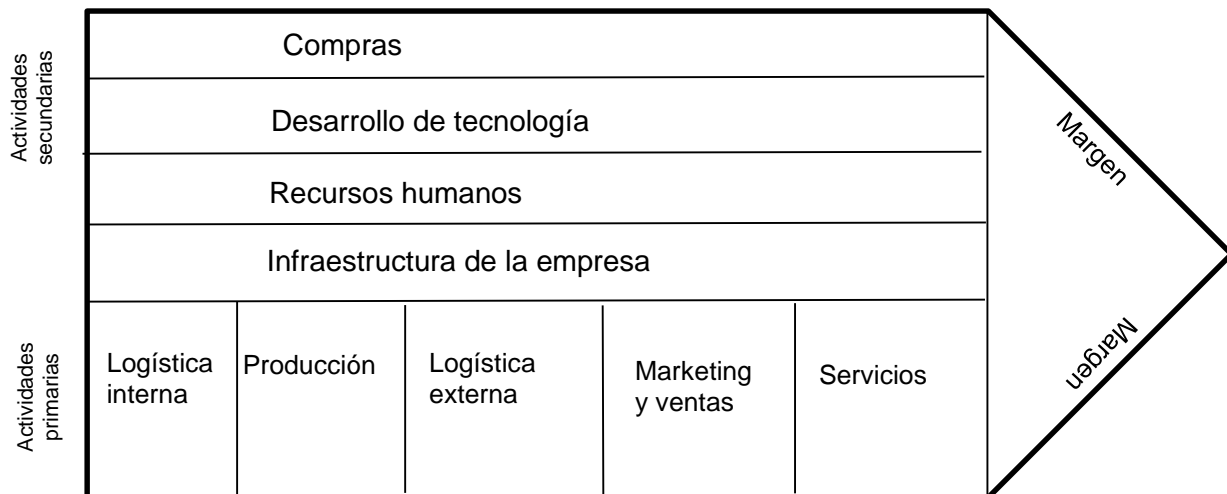 Actividades
secundarias
Compras
Desarrollo de tecnología
Recursos humanos
Infraestructura de la empresa
Margen
Actividades
primarias
Logística
interna
Producción
Logística
externa
Marketing
y ventas
Servicios
Margen